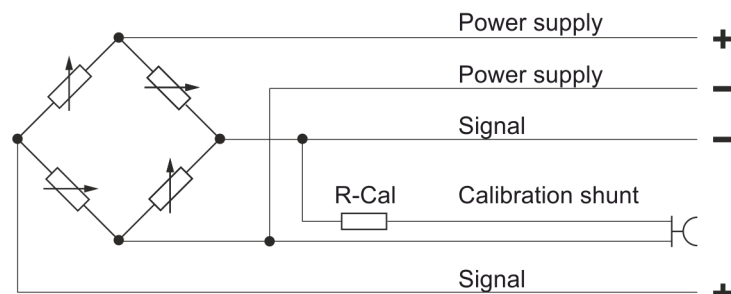 Power supply +
Power supply −
Signal −
R-Cal Calibration shunt
Signal +